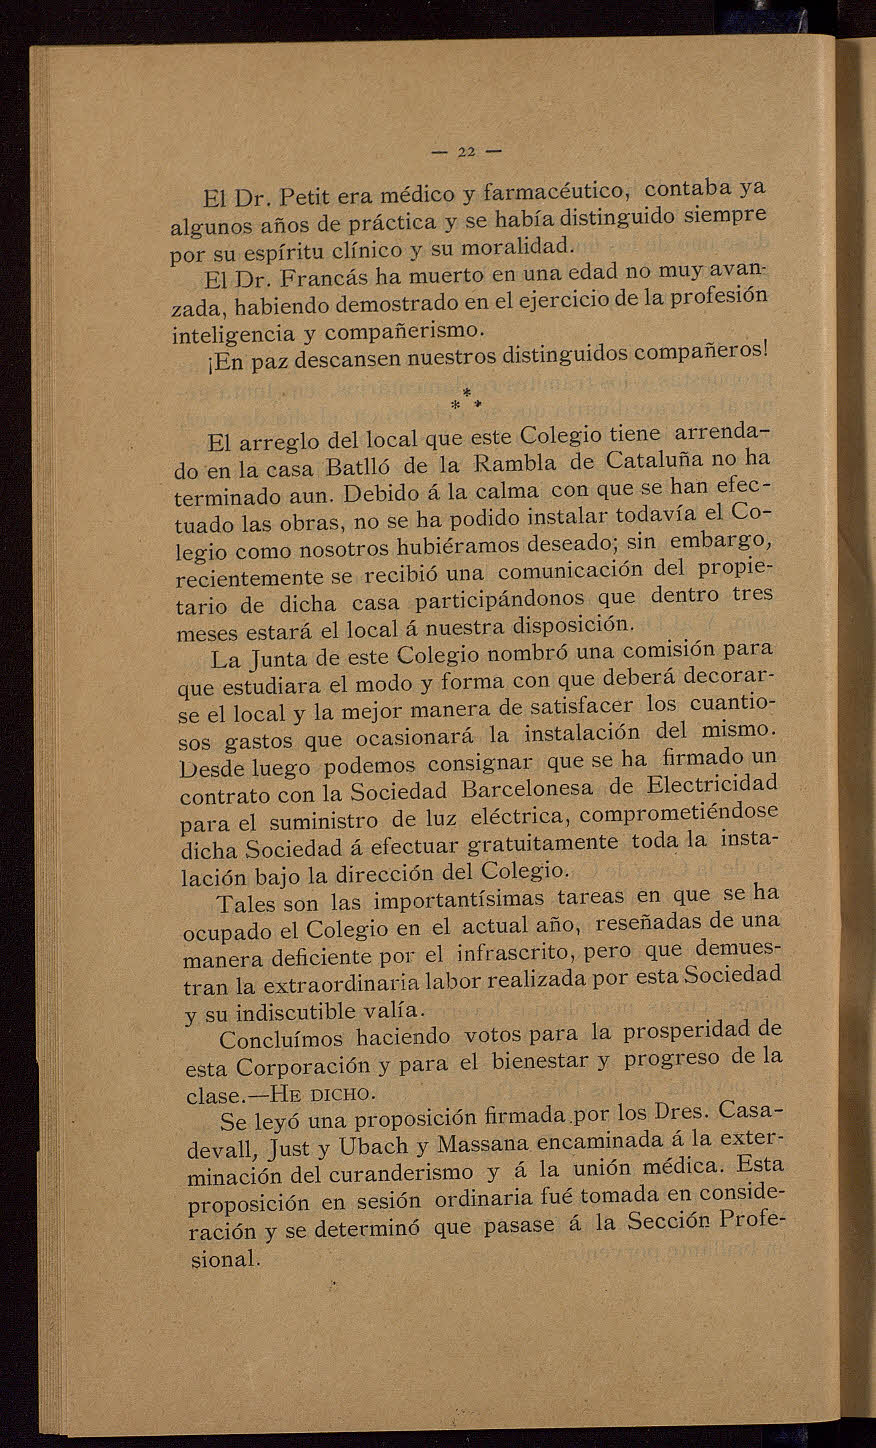 — 22 —
El Dr. Petit era médico y farmacéutico, contaba ya
algunos años de práctica y se había distinguido siempre
por su espíritu clínico y su moralidad.
El Dr. Francás ha muerto en una edad no muy avan-
zada, habiendo demostrado en el ejercicio de la profesión
inteligencia y compañerismo.
¡En paz descansen nuestros distinguidos compañeros!
*
* *
El arreglo del local que este Colegio tiene arrenda-
do en la casa Batlló de la Rambla de Cataluña no ha
terminado aun. Debido á la calma con que se han efec-
tuado las obras, no se ha podido instalar todavía el Co-
legio como nosotros hubiéramos deseado; sin embargo,
recientemente se recibió una comunicación del propie-
tario de dicha casa participándonos que dentro tres
meses estará el local á nuestra disposición.
La Junta de este Colegio nombró una comisión para
que estudiara el modo y forma con que deberá decorar-
se el local y la mejor manera de satisfacer los cuantio-
sos gastos que ocasionará la instalación del mismo.
Desde luego podemos consignar que se ha firmado un
contrato con la Sociedad Barcelonesa de Electricidad
para el suministro de luz eléctrica, comprometiéndose
dicha Sociedad á efectuar gratuitamente toda la insta-
lación bajo la dirección del Colegio.
Tales son las importantísimas tareas en que se ha
ocupado el Colegio en el actual año, reseñadas de una
manera deficiente por el infrascrito, pero que demues-
tran la extraordinaria labor realizada por esta Sociedad
y su indiscutible valía.
Concluímos haciendo votos para la prosperidad de
esta Corporación y para el bienestar y progreso de la
clase.—HE DICHO.
Se leyó una proposición firmada por los Dres. Casa-
devall, Just y Ubach y Massana encaminada á la exter-
minación del curanderismo y á la unión médica. Esta
proposición en sesión ordinaria fué tomada en conside-
ración y se determinó que pasase á la Sección Profe-
sional.